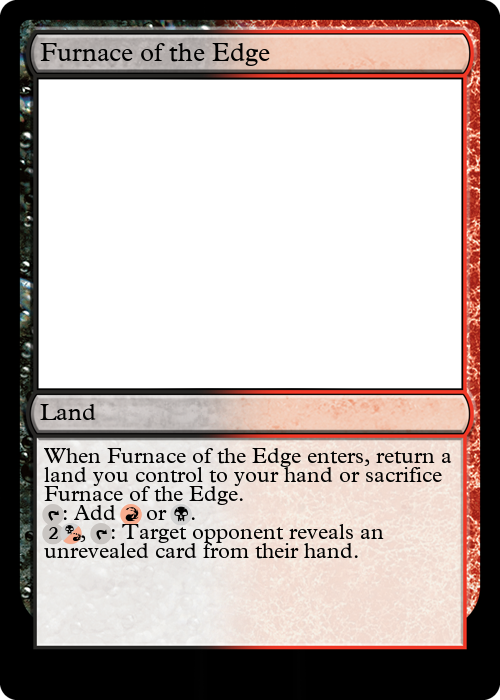 Furnace of the Edge
Land
When Furnace of the Edge enters, return a
land you control to your hand or sacrifice
Furnace of the Edge.
: Add or .
2 , : Target opponent reveals an
unrevealed card from their hand.